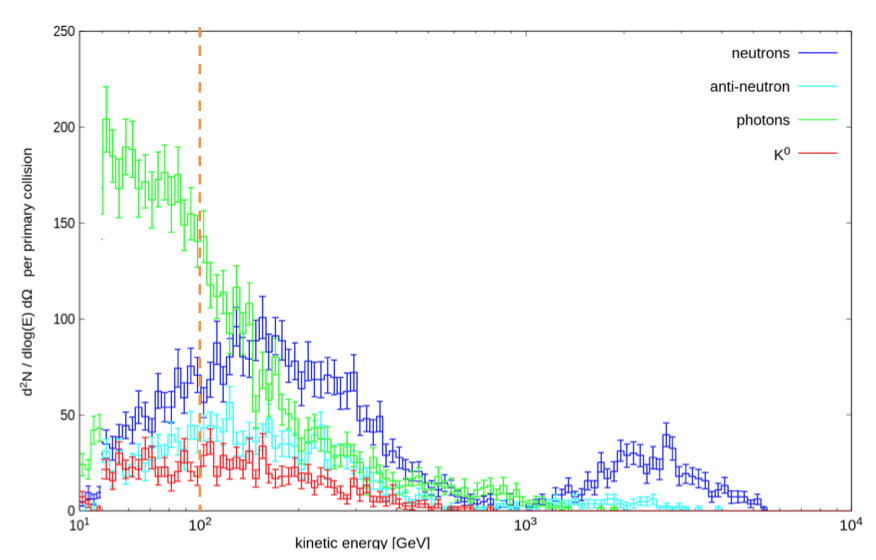 250
200
150
100
50
0
d²N / dlog(E) dΩ per primary collision
neutrons
anti-neutron
photons
K⁰
10¹
10²
10³
10⁴
kinetic energy [GeV]